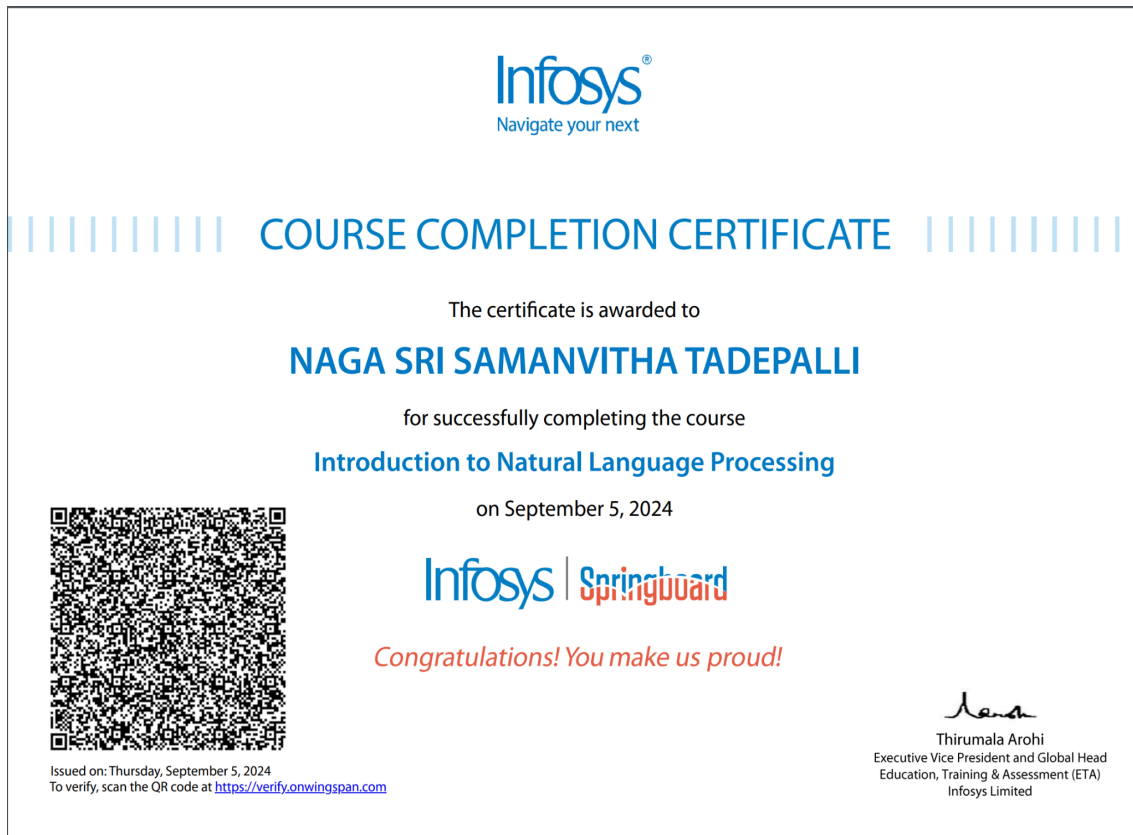 Infosys®
Navigate your next
COURSE COMPLETION CERTIFICATE
The certificate is awarded to
NAGA SRI SAMANVITHA TADEPALLI
for successfully completing the course
Introduction to Natural Language Processing
on September 5, 2024
Infosys | Springboard
Congratulations! You make us proud!
Issued on: Thursday, September 5, 2024
To verify, scan the QR code at https://verify.onwingspan.com
Thirumala Arohi
Executive Vice President and Global Head
Education, Training & Assessment (ETA)
Infosys Limited